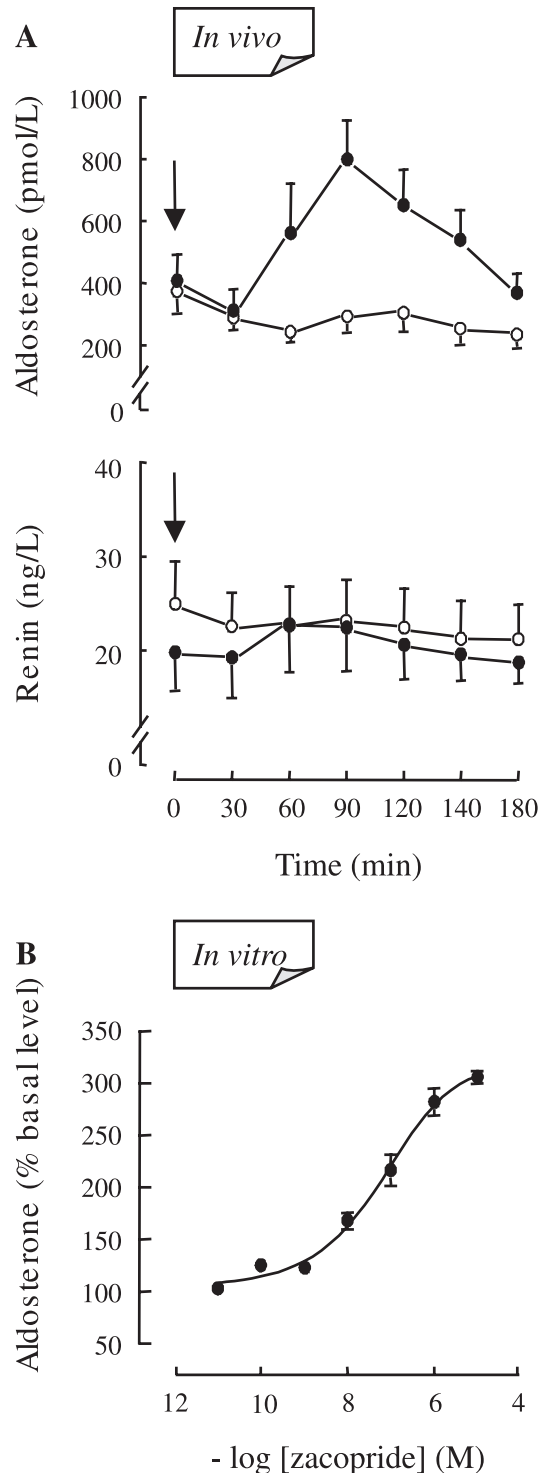 A
In vivo
Aldosterone (pmol/L)
1000
800
600
400
200
0
Renin (ng/L)
40
30
20
0
0 30 60 90 120 140 180
Time (min)
B
In vitro
Aldosterone (% basal level)
350
300
250
200
150
100
50
12 10 8 6 4
- log [zacopride] (M)